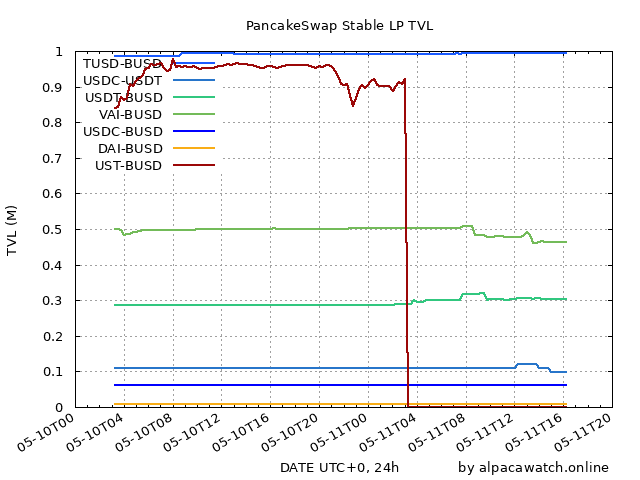 PancakeSwap Stable LP TVL
1
0.9
0.8
0.7
0.6
0.5
0.4
0.3
0.2
0.1
0
TVL (M)
TUSD-BUSD
USDC-USDT
USDT-BUSD
VAI-BUSD
USDC-BUSD
DAI-BUSD
UST-BUSD
05-10T00
05-10T04
05-10T08
05-10T12
05-10T16
05-10T20
05-11T00
05-11T04
05-11T08
05-11T12
05-11T16
05-11T20
DATE UTC+0, 24h
by alpacawatch.online